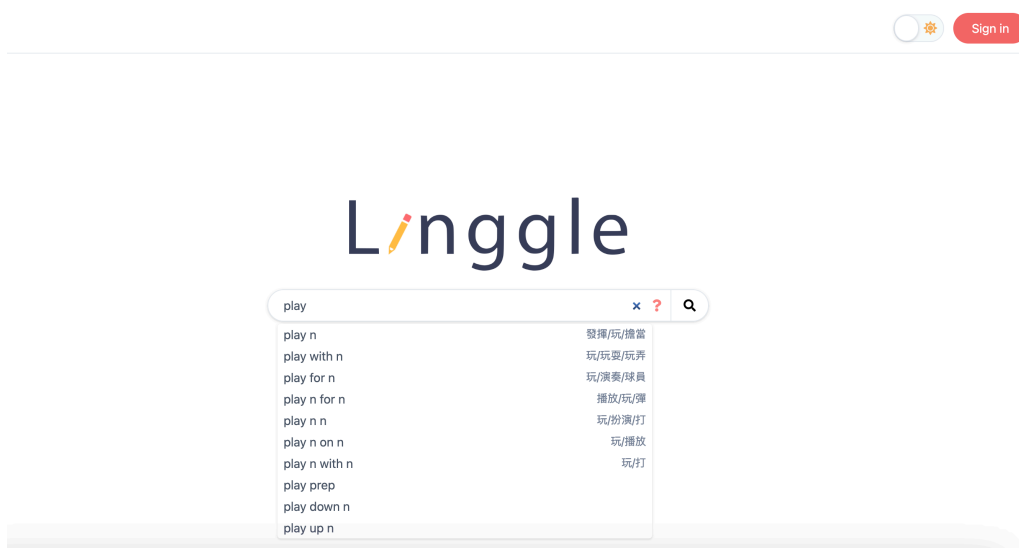 Sign in
Linggle
play × ?
play n 發揮/玩/擔當
play with n 玩/玩耍/玩弄
play for n 玩/演奏/球員
play n for n 播放/玩/彈
play n n 玩/扮演/打
play n on n 玩/播放
play n with n 玩/打
play prep
play down n
play up n